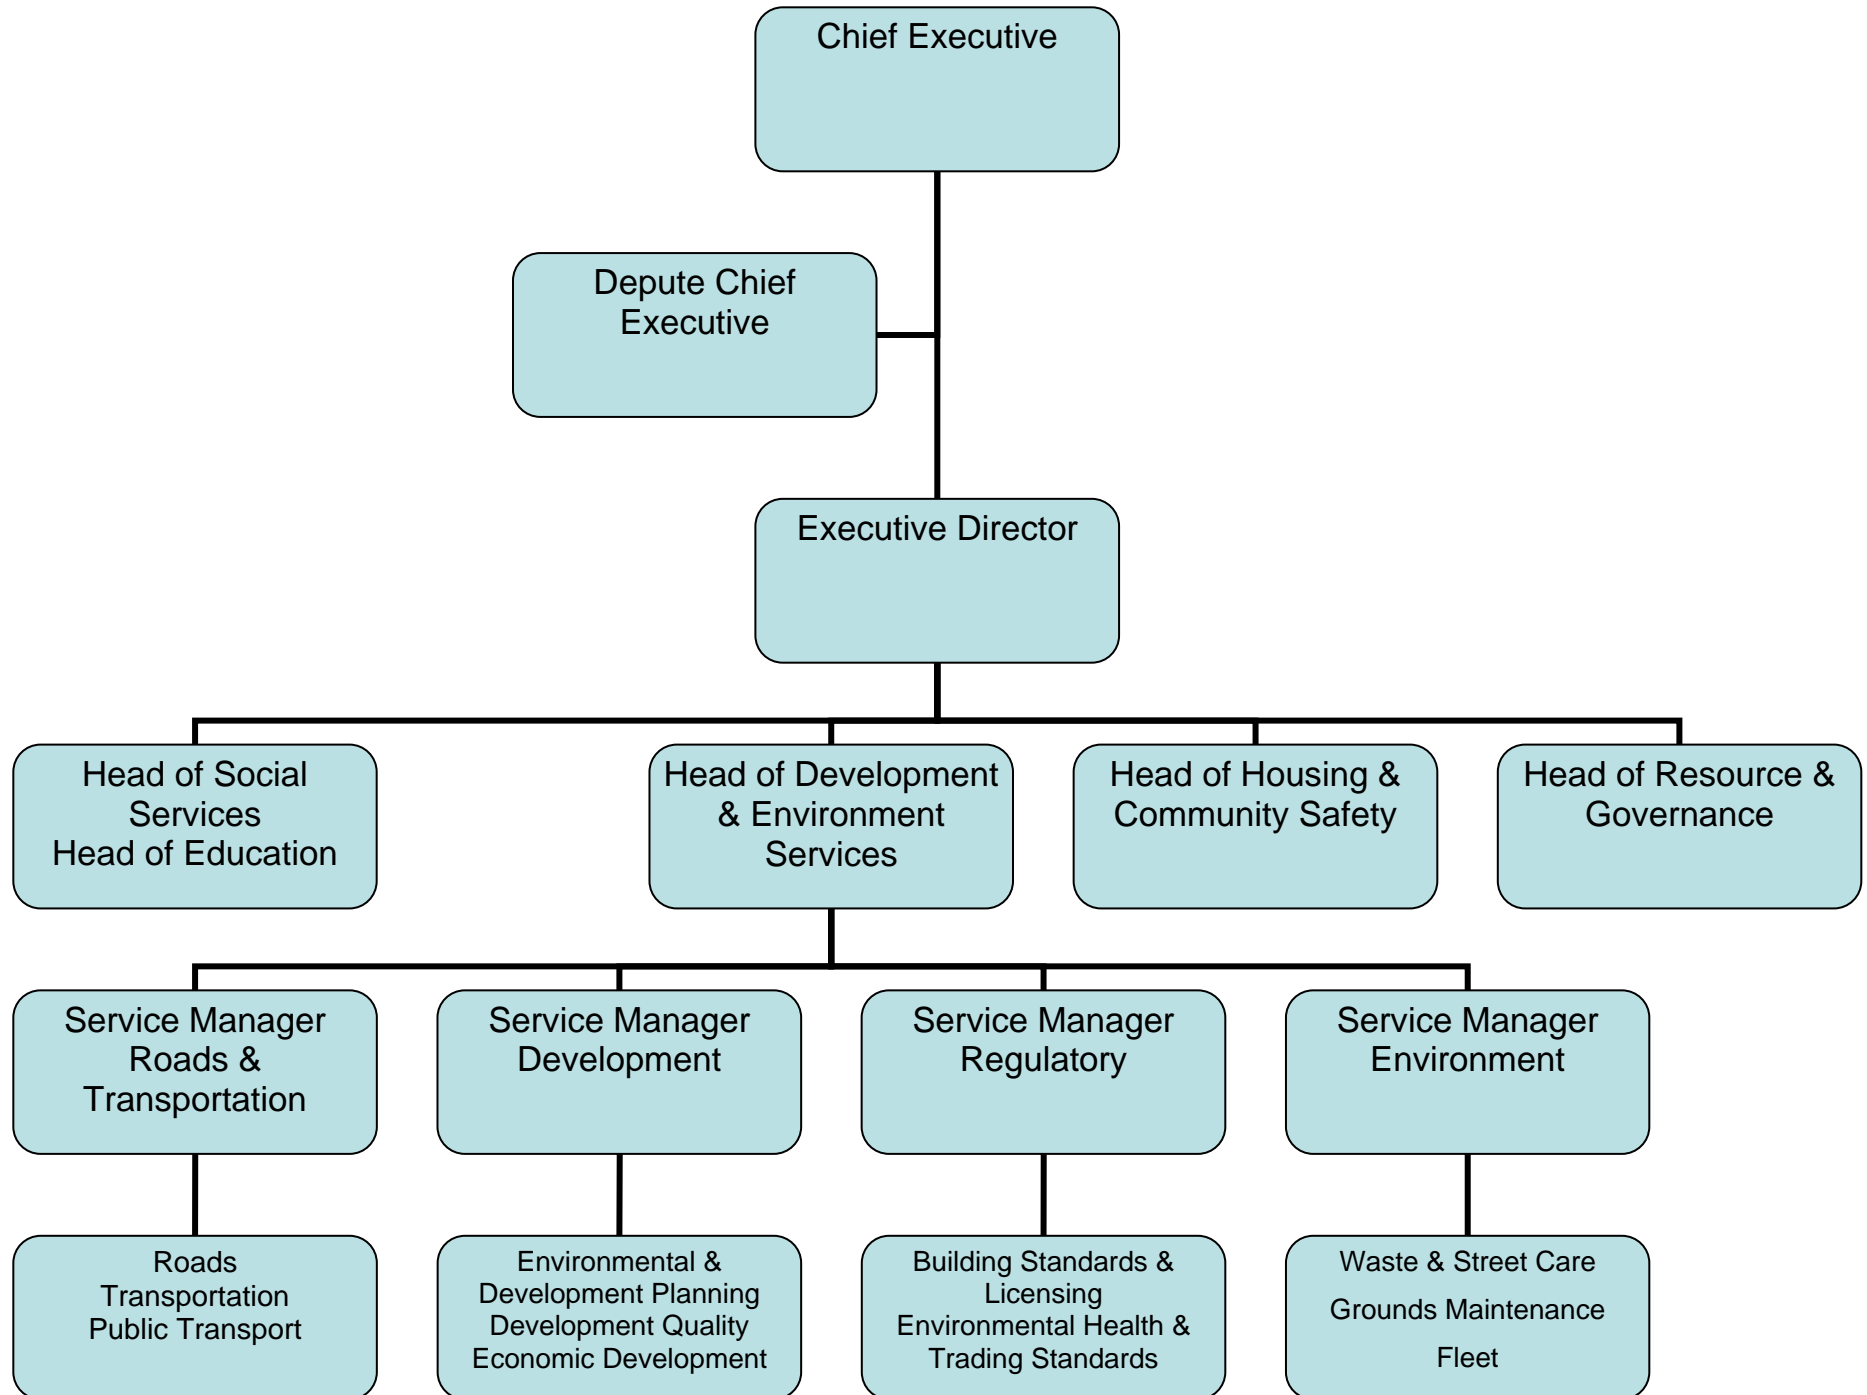 Chief Executive
Depute Chief
Executive
Executive Director
Head of Social
Services
Head of Education
Head of Development
& Environment
Services
Head of Housing &
Community Safety
Head of Resource &
Governance
Service Manager
Roads &
Transportation
Service Manager
Development
Service Manager
Regulatory
Service Manager
Environment
Roads
Transportation
Public Transport
Environmental &
Development Planning
Development Quality
Economic Development
Building Standards &
Licensing
Environmental Health &
Trading Standards
Waste & Street Care
Grounds Maintenance
Fleet